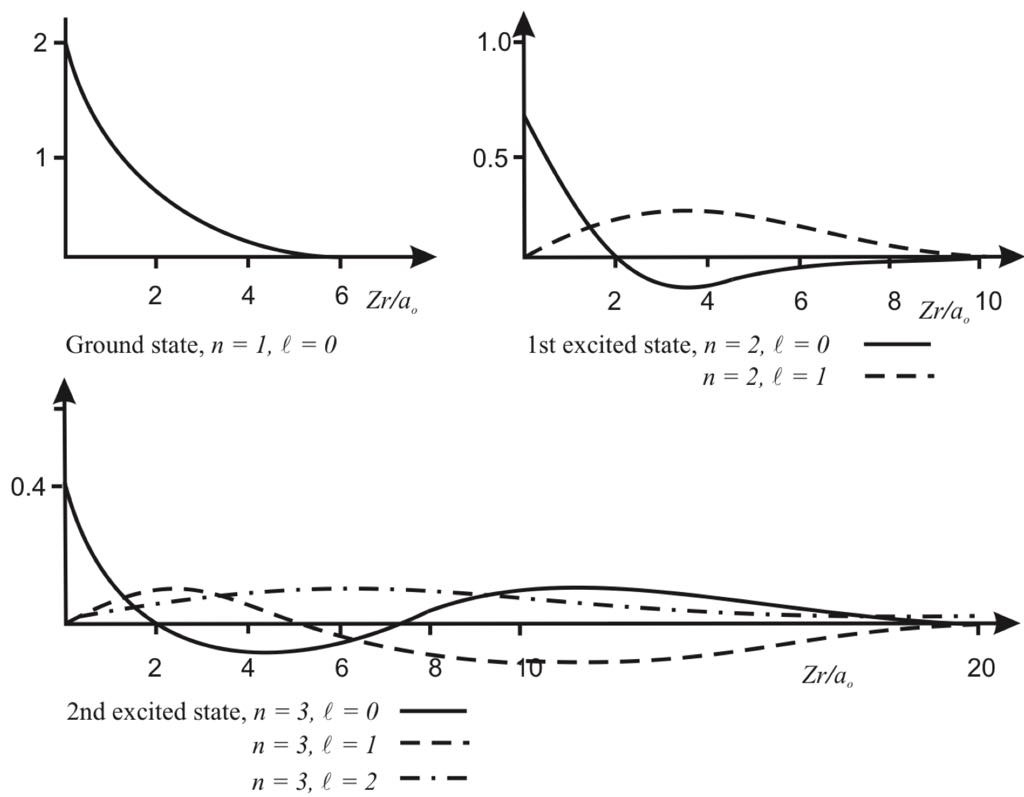 2
1
2 4 6 Zr/aₒ
Ground state, n = 1, ℓ = 0
1.0
0.5
2 4 6 8 10
Zr/aₒ
1st excited state, n = 2, ℓ = 0
n = 2, ℓ = 1
0.4
2 4 6 8 10 20
Zr/aₒ
2nd excited state, n = 3, ℓ = 0
n = 3, ℓ = 1
n = 3, ℓ = 2